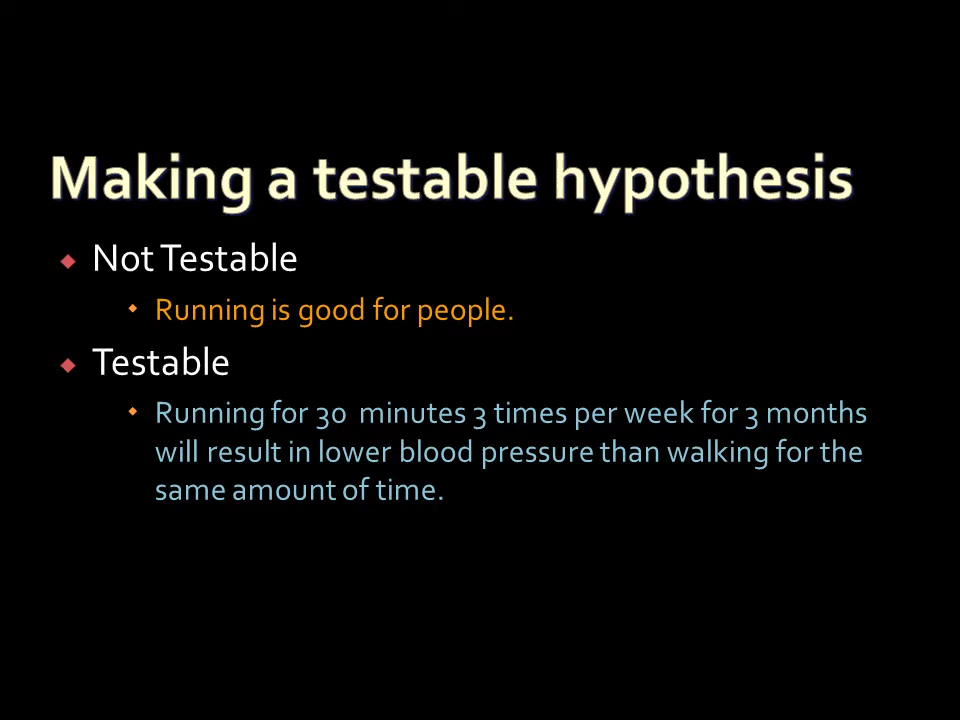 Making a testable hypothesis
Not Testable
Running is good for people.
Testable
Running for 30  minutes 3 times per week for 3 months
will result in lower blood pressure than walking for the
same amount of time.